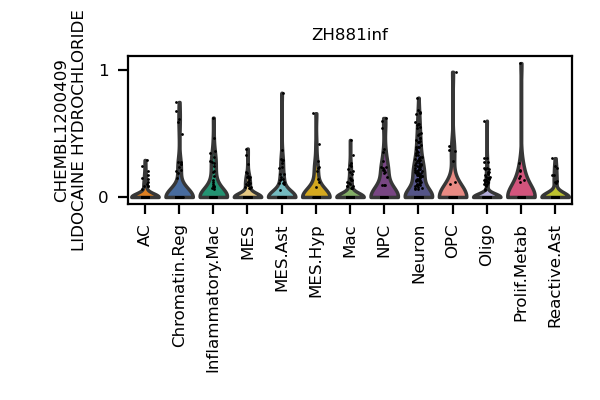 ZH881inf
CHEMBL1200409
LIDOCAINE HYDROCHLORIDE
1
0
AC
Chromatin.Reg
Inflammatory.Mac
MES
MES.Ast
MES.Hyp
Mac
NPC
Neuron
OPC
Oligo
Prolif.Metab
Reactive.Ast